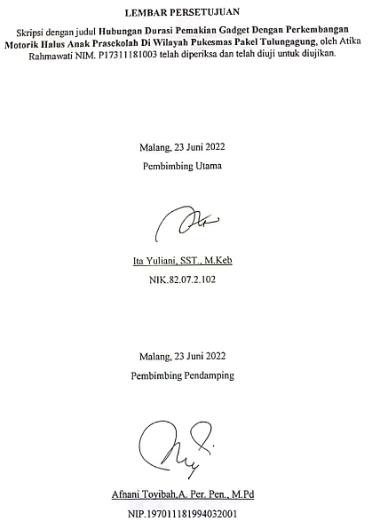 LEMBAR PERSETUJUAN
Skripsi dengan judul Hubungan Durasi Pemakian Gadget Dengan Perkembangan
Motorik Halus Anak Prasekolah Di Wilayah Pukesmas Pakel Tulungagung, oleh Atika
Rahmawati NIM. P17311181003 telah diperiksa dan telah diuji untuk diujikan.
Malang, 23 Juni 2022
Pembimbing Utama
Ita Yuliani, SST., M.Keb
NIK.82.07.2.102
Malang, 23 Juni 2022
Pembimbing Pendamping
Afnani Toyibah,A. Per. Pen., M.Pd
NIP.197011181994032001